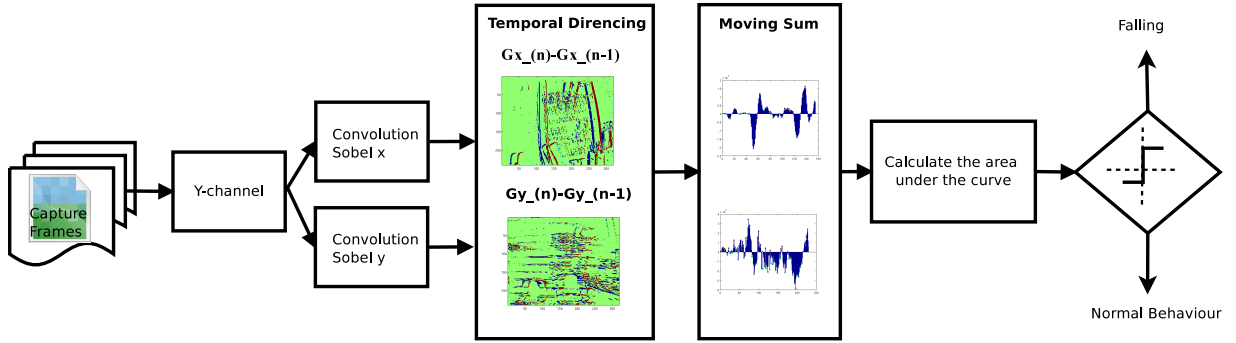 Capture
Frames
Y-channel
Convolution
Sobel x
Convolution
Sobel y
Temporal Direncing
Gx_(n)-Gx_(n-1)
Gy_(n)-Gy_(n-1)
Moving Sum
Calculate the area
under the curve
Falling
Normal Behaviour